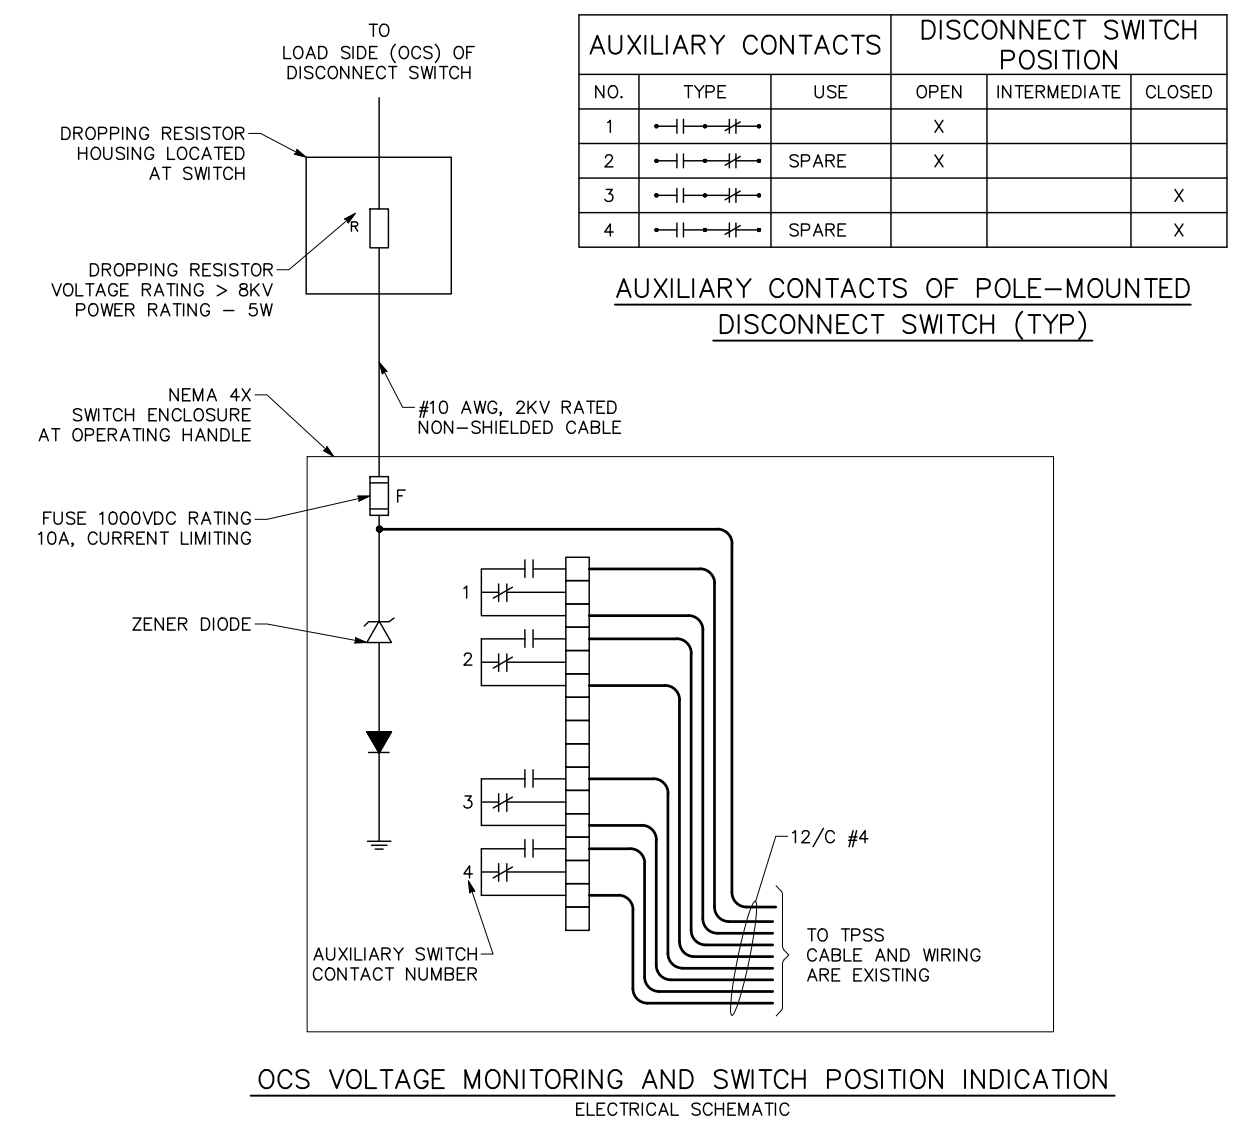 TO
LOAD SIDE (OCS) OF
DISCONNECT SWITCH
DROPPING RESISTOR
HOUSING LOCATED
AT SWITCH
R
DROPPING RESISTOR
VOLTAGE RATING > 8KV
POWER RATING – 5W
AUXILIARY CONTACTS DISCONNECT SWITCH POSITION
NO. TYPE USE OPEN INTERMEDIATE CLOSED
1 X
2 SPARE X
3 X
4 SPARE X
AUXILIARY CONTACTS OF POLE–MOUNTED
DISCONNECT SWITCH (TYP)
NEMA 4X
SWITCH ENCLOSURE
AT OPERATING HANDLE
#10 AWG, 2KV RATED
NON–SHIELDED CABLE
F
FUSE 1000VDC RATING
10A, CURRENT LIMITING
ZENER DIODE
1
2
3
4
AUXILIARY SWITCH
CONTACT NUMBER
12/C #4
TO TPSS
CABLE AND WIRING
ARE EXISTING
OCS VOLTAGE MONITORING AND SWITCH POSITION INDICATION
ELECTRICAL SCHEMATIC